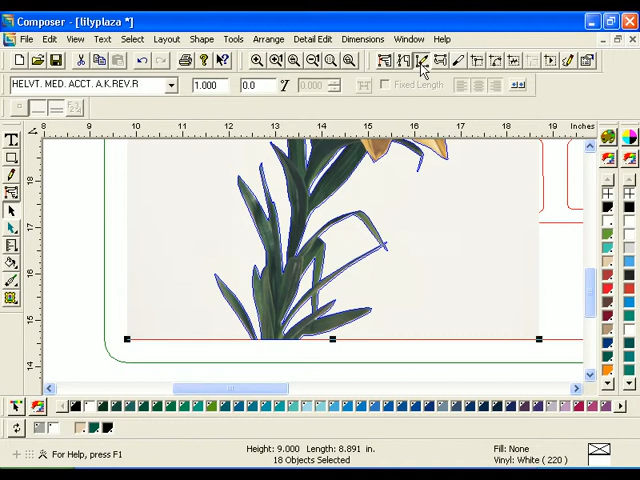 Composer - [lilyplaza *]
File Edit View Text Select Layout Shape Tools Arrange Detail Edit Dimensions Window Help
HELVT. MED. ACCT. A.K.REV.R 1.000 0.0 °T 0.000 Fixed Length
8 9 10 11 12 13 14 15 16 17 18 19 Inches
18
17
16
15
14
For Help, press F1
Height: 9.000 Length: 8.891 in.
18 Objects Selected
Fill: None
Vinyl: White ( 220 )